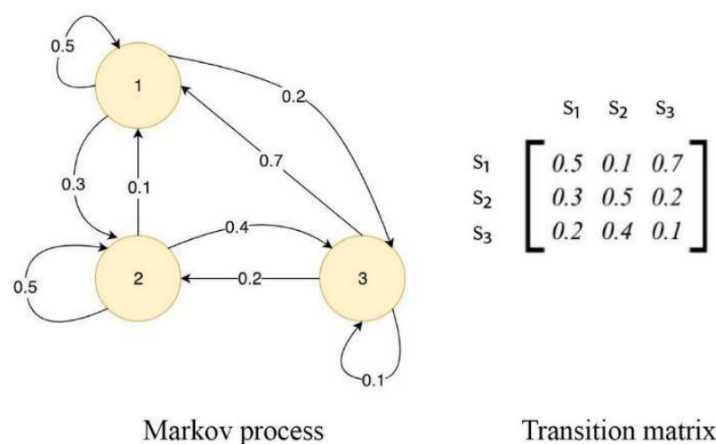 0.5
1
0.2
0.7
0.3
0.1
0.4
2
0.2
3
0.5
0.1
S1 S2 S3
S1 0.5 0.1 0.7
S2 0.3 0.5 0.2
S3 0.2 0.4 0.1
Markov process
Transition matrix